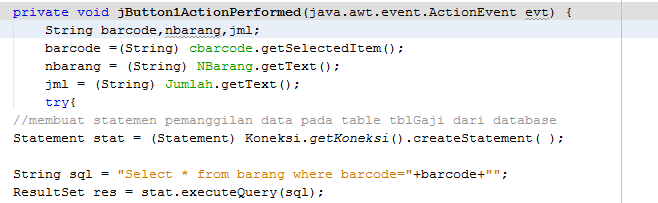 private void jButton1ActionPerformed(java.awt.event.ActionEvent evt) {
String barcode,nbarang,jml;
barcode =(String) cbarcode.getSelectedItem();
nbarang = (String) NBarang.getText();
jml = (String) Jumlah.getText();
try{
//membuat statemen pemanggilan data pada table tblGaji dari database
Statement stat = (Statement) Koneksi.getKoneksi().createStatement( );
String sql = "Select * from barang where barcode="+barcode+"";
ResultSet res = stat.executeQuery(sql);